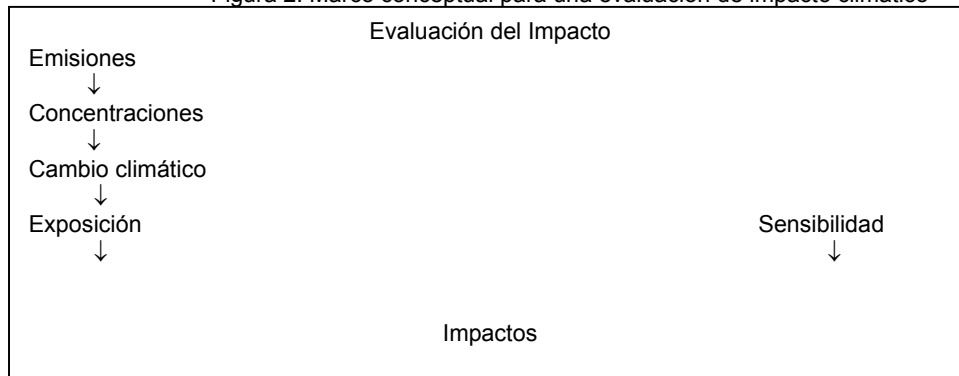 Figura 2. Marco conceptual para una evaluación de impacto climático
Evaluación del Impacto
Emisiones
↓
Concentraciones
↓
Cambio climático
↓
Exposición Sensibilidad
↓ ↓
Impactos